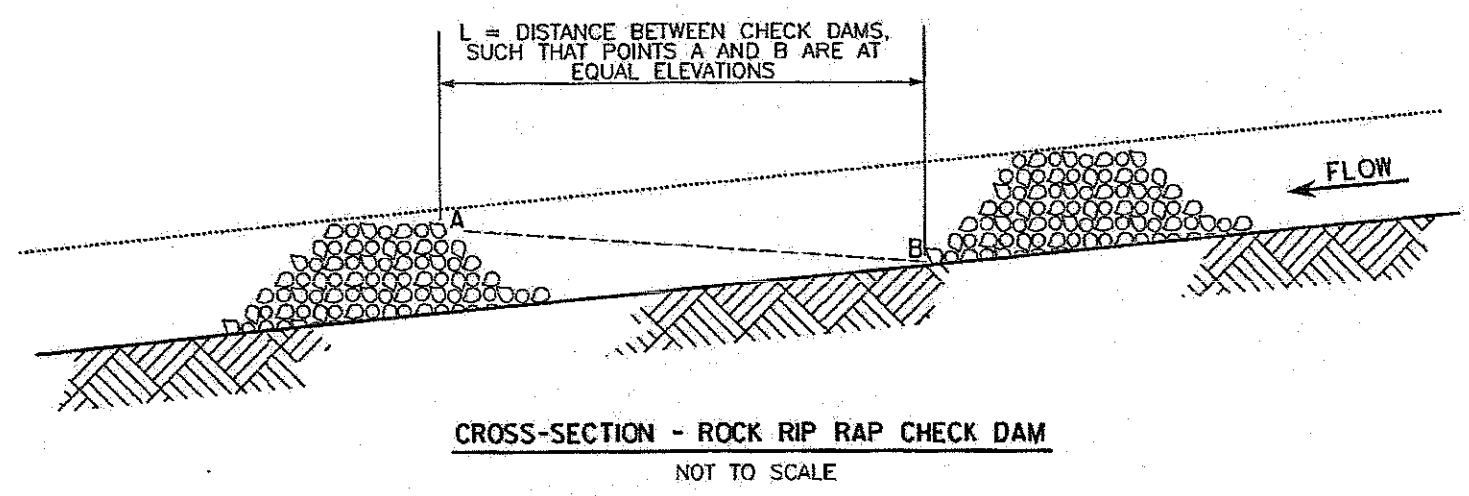 L = DISTANCE BETWEEN CHECK DAMS,
SUCH THAT POINTS A AND B ARE AT
EQUAL ELEVATIONS
FLOW
A
B
CROSS-SECTION - ROCK RIP RAP CHECK DAM
NOT TO SCALE